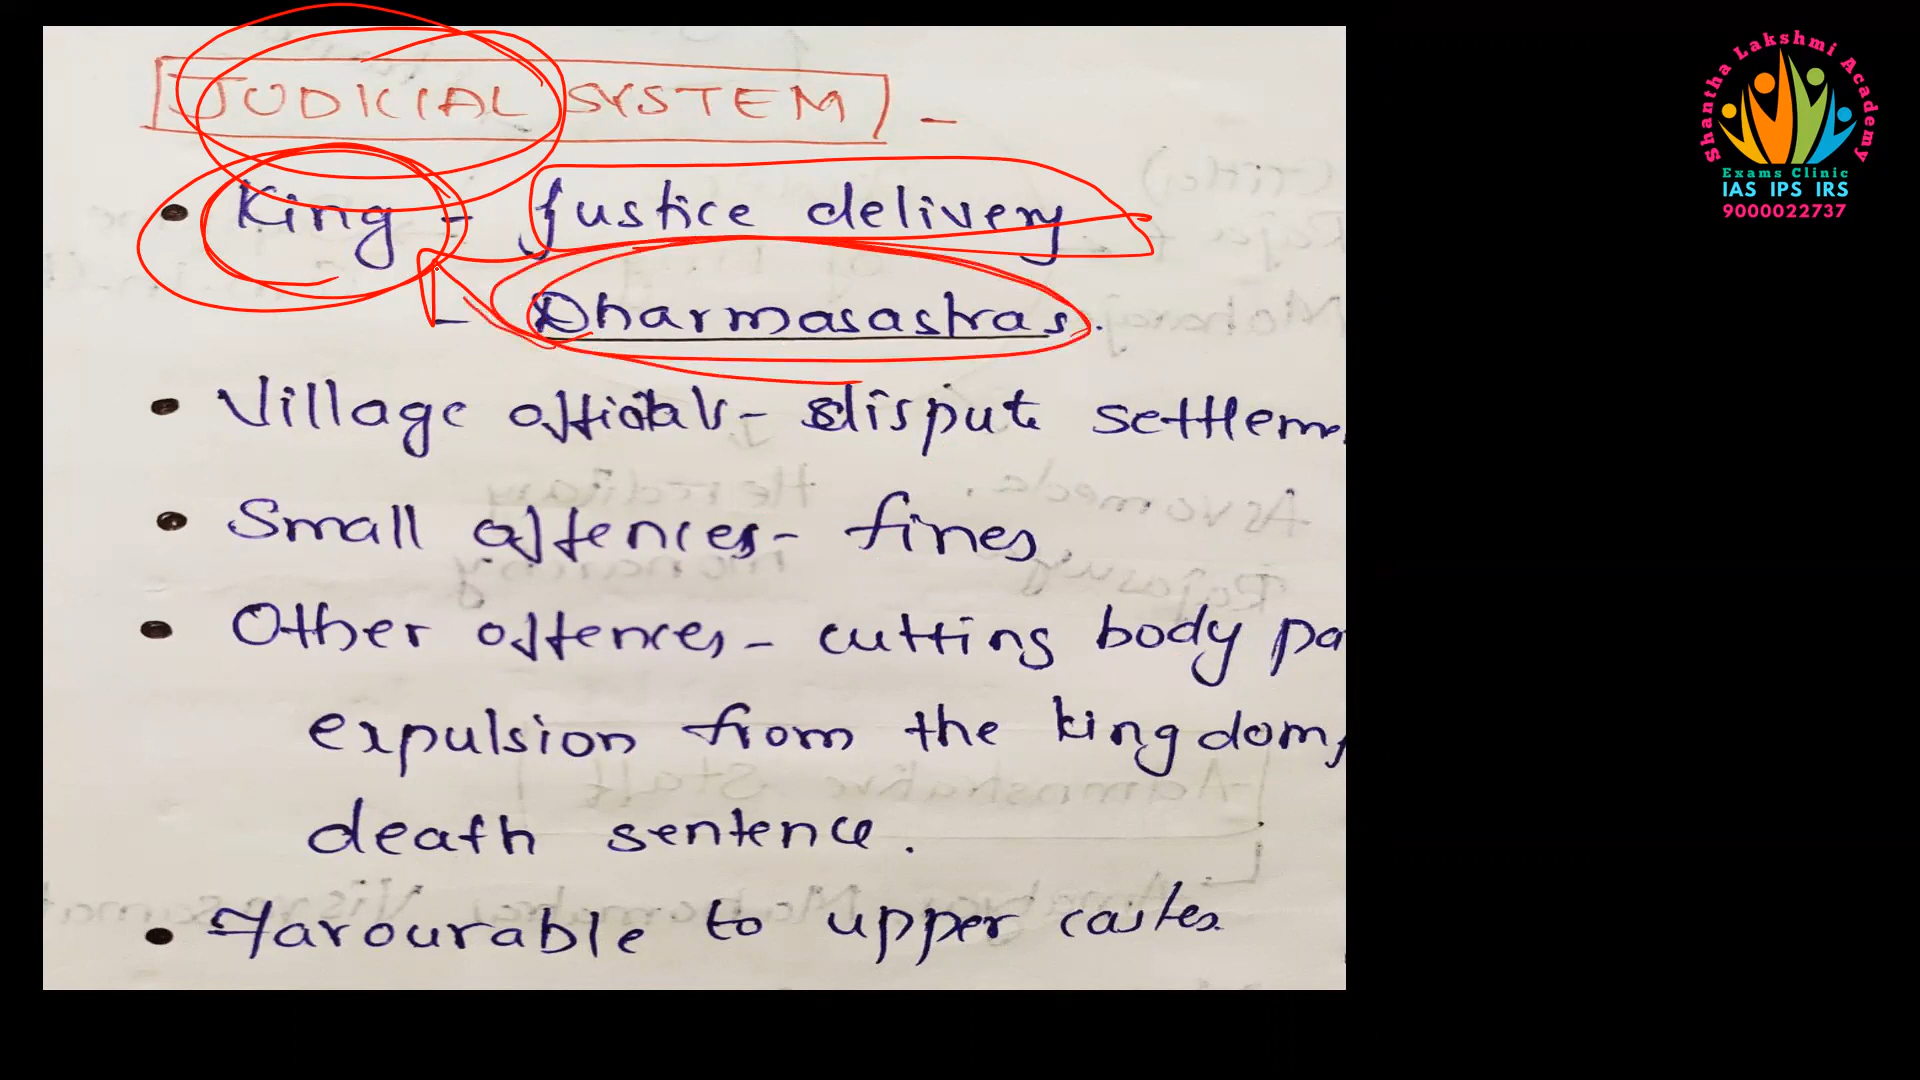 JUDICIAL SYSTEM -
• King - Justice delivery
- Dharmasastras.
• Village officials - disput settlem
• Small offences - fines
• Other offences - cutting body pa
expulsion from the kingdom,
death sentence.
• Favourable to upper castes.
Shantha Lakshmi Academy
Exams Clinic
IAS IPS IRS
9000022737